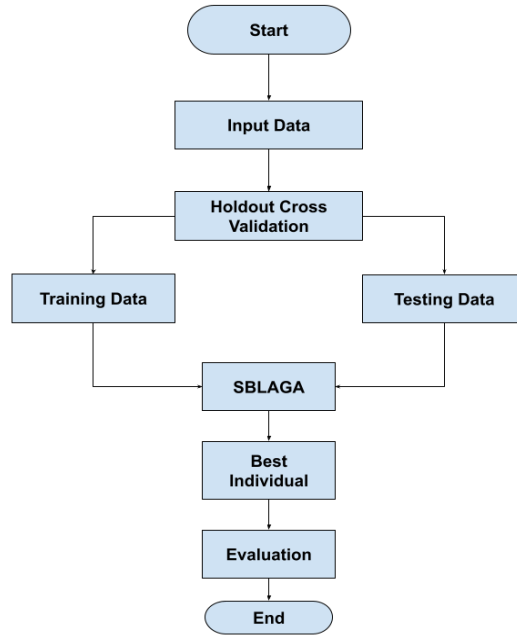 Start
Input Data
Holdout Cross
Validation
Training Data
Testing Data
SBLAGA
Best
Individual
Evaluation
End